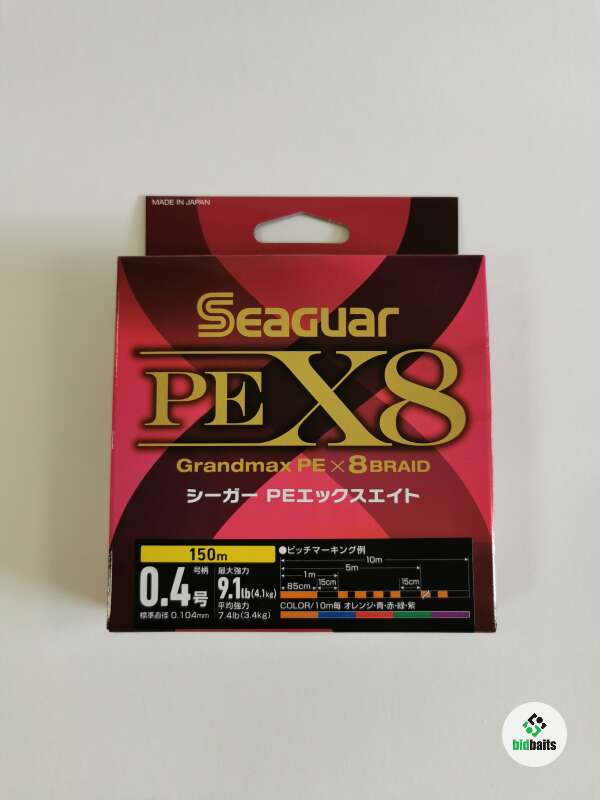 MADE IN JAPAN
Seaguar
PE X8
Grandmax PE×8BRAID
シーガー PEエックスエイト
150m
0.4号
号柄
標準直径 0.104mm
最大強力
9.1lb(4.1kg)
平均強力
7.4lb(3.4kg)
●ピッチマーキング例
10m
5m
1m
85cm
15cm
15cm
COLOR/10m毎 オレンジ・青・赤・緑・紫
bidbaits